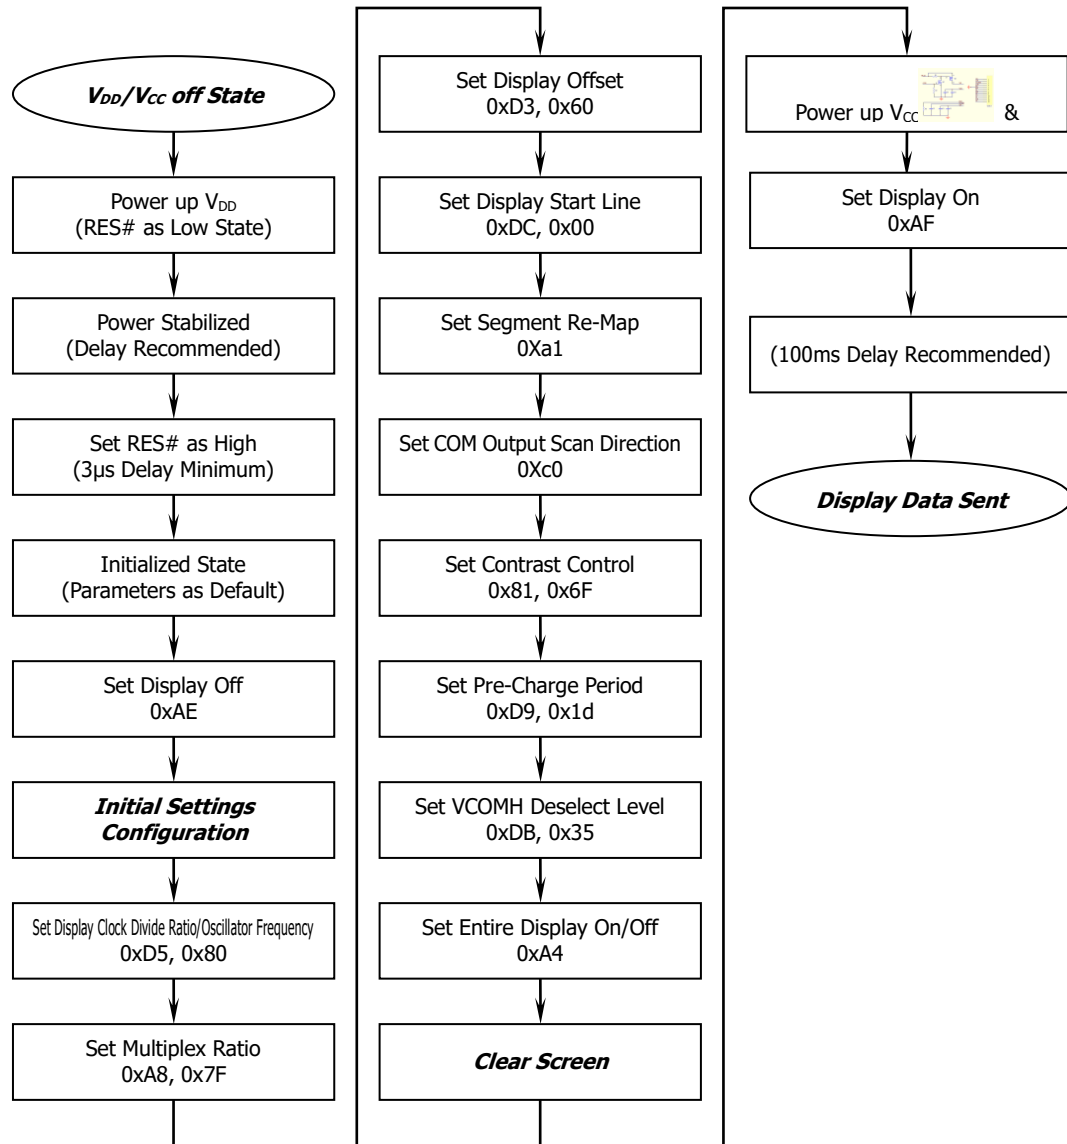 V_DD/V_CC off State
Power up V_DD
(RES# as Low State)
Power Stabilized
(Delay Recommended)
Set RES# as High
(3μs Delay Minimum)
Initialized State
(Parameters as Default)
Set Display Off
0xAE
Initial Settings
Configuration
Set Display Clock Divide Ratio/Oscillator Frequency
0xD5, 0x80
Set Multiplex Ratio
0xA8, 0x7F
Set Display Offset
0xD3, 0x60
Set Display Start Line
0xDC, 0x00
Set Segment Re-Map
0Xa1
Set COM Output Scan Direction
0Xc0
Set Contrast Control
0x81, 0x6F
Set Pre-Charge Period
0xD9, 0x1d
Set VCOMH Deselect Level
0xDB, 0x35
Set Entire Display On/Off
0xA4
Clear Screen
Power up V_CC &
Set Display On
0xAF
(100ms Delay Recommended)
Display Data Sent